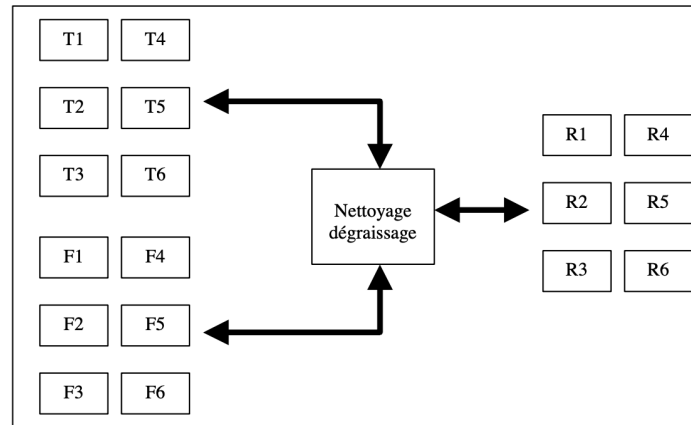 T1 T4
T2 T5
T3 T6
F1 F4
F2 F5
F3 F6
Nettoyage
dégraissage
R1 R4
R2 R5
R3 R6